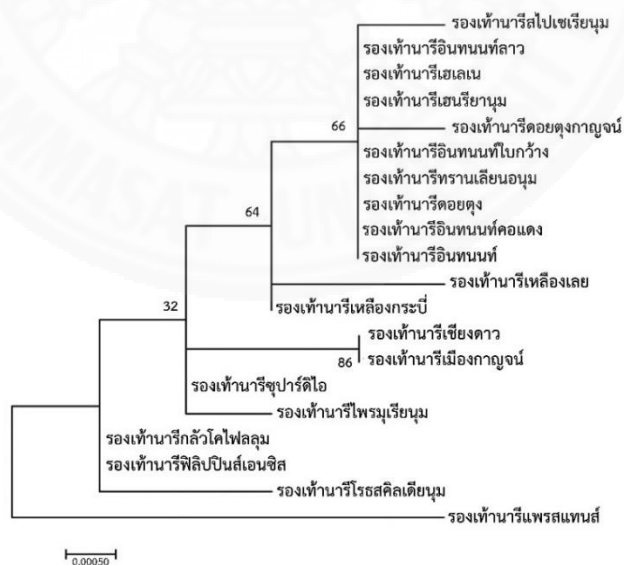 รองเท้านารีสไปเซเรียนุม
รองเท้านารีอินทนนท์ลาว
รองเท้านารีเฮเลเน
รองเท้านารีเฮนรียานุม
66
รองเท้านารีดอยตุงกาญจน์
รองเท้านารีอินทนนท์ใบกว้าง
รองเท้านารีทรานเลียนอนุม
รองเท้านารีดอยตุง
64
รองเท้านารีอินทนนท์คอแดง
รองเท้านารีอินทนนท์
รองเท้านารีเหลืองเลย
32
รองเท้านารีเหลืองกระบี่
รองเท้านารีเชียงดาว
86
รองเท้านารีเมืองกาญจน์
รองเท้านารีซุปาร์ดิไอ
รองเท้านารีไพรมุเรียนุม
รองเท้านารีกลัวโคไฟลลุม
รองเท้านารีฟิลิปปินส์เอนซิส
รองเท้านารีโรธสคิลเดียนุม
รองเท้านารีแพรสแทนส์
0.00050